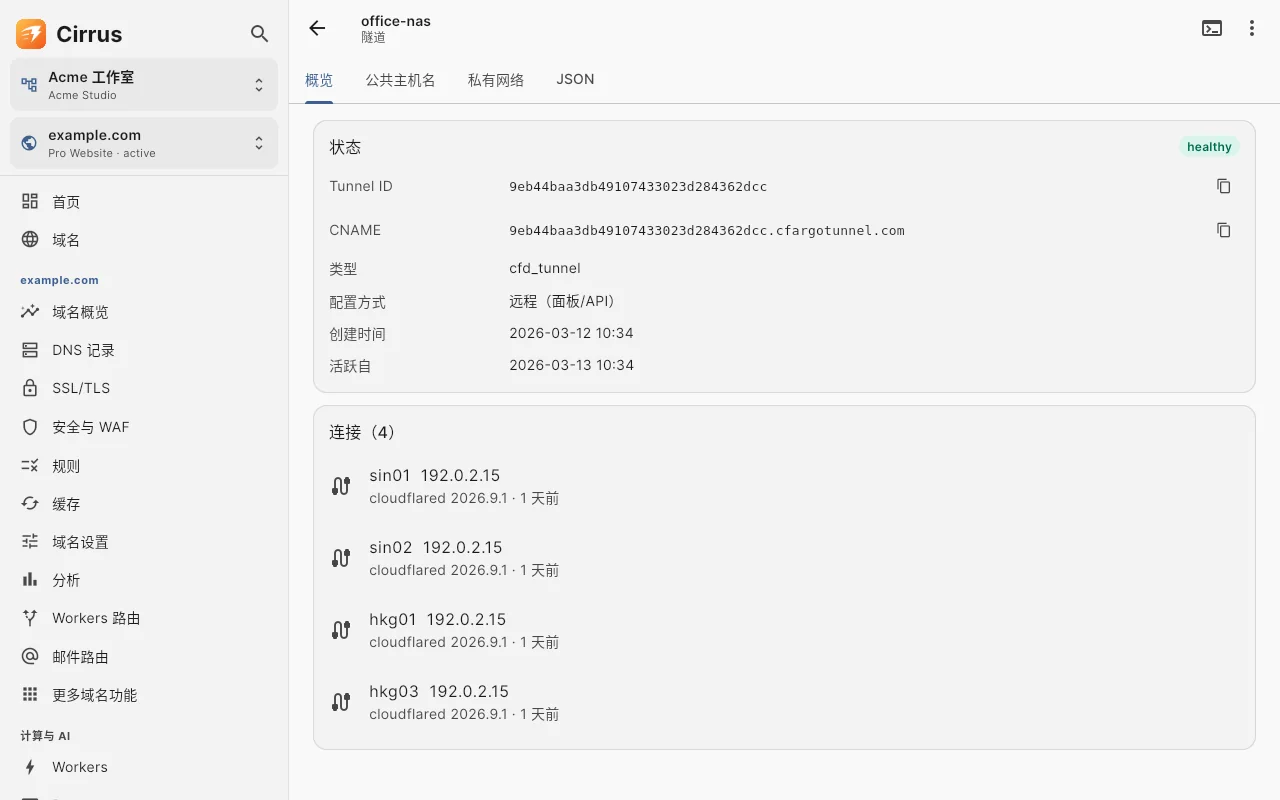 Cirrus
Acme 工作室
Acme Studio
example.com
Pro Website · active
首页
域名
example.com
域名概览
DNS 记录
SSL/TLS
安全与 WAF
规则
缓存
域名设置
分析
Workers 路由
邮件路由
更多域名功能
计算与 AI
Workers
office-nas
隧道
概览
公共主机名
私有网络
JSON
状态
healthy
Tunnel ID
9eb44baa3db49107433023d284362dcc
CNAME
9eb44baa3db49107433023d284362dcc.cfargotunnel.com
类型
cfd_tunnel
配置方式
远程（面板/API）
创建时间
2026-03-12 10:34
活跃自
2026-03-13 10:34
连接（4）
sin01 192.0.2.15
cloudflared 2026.9.1 · 1 天前
sin02 192.0.2.15
cloudflared 2026.9.1 · 1 天前
hkg01 192.0.2.15
cloudflared 2026.9.1 · 1 天前
hkg03 192.0.2.15
cloudflared 2026.9.1 · 1 天前